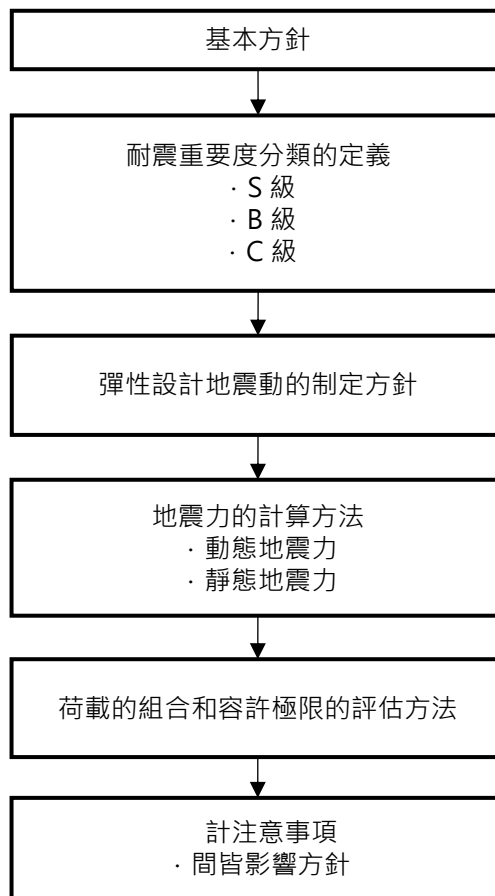 基本方針
耐震重要度分類的定義
· S 級
· B 級
· C 級
彈性設計地震動的制定方針
地震力的計算方法
· 動態地震力
· 靜態地震力
荷載的組合和容許極限的評估方法
計注意事項
· 間皆影響方針